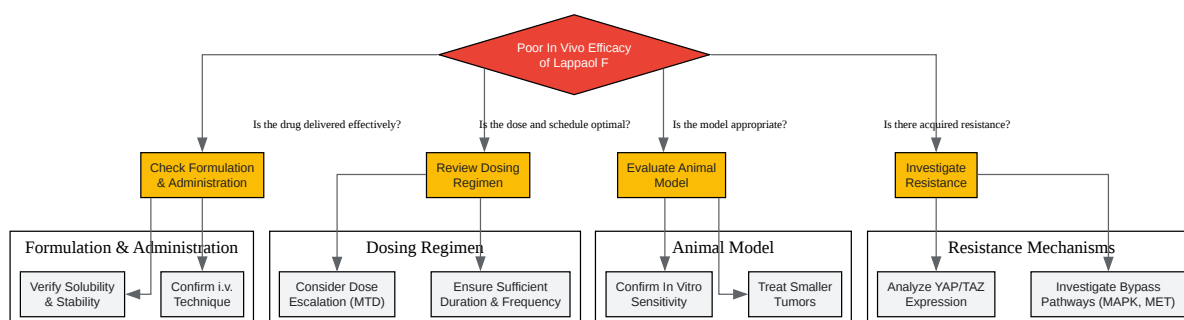 Poor In Vivo Efficacy
of Lappaol F
Is the drug delivered effectively?
Is the dose and schedule optimal?
Is the model appropriate?
Is there acquired resistance?
Check Formulation
& Administration
Review Dosing
Regimen
Evaluate Animal
Model
Investigate
Resistance
Formulation & Administration
Verify Solubility
& Stability
Confirm i.v.
Technique
Dosing Regimen
Consider Dose
Escalation (MTD)
Ensure Sufficient
Duration & Frequency
Animal Model
Confirm In Vitro
Sensitivity
Treat Smaller
Tumors
Resistance Mechanisms
Analyze YAP/TAZ
Expression
Investigate Bypass
Pathways (MAPK, MET)